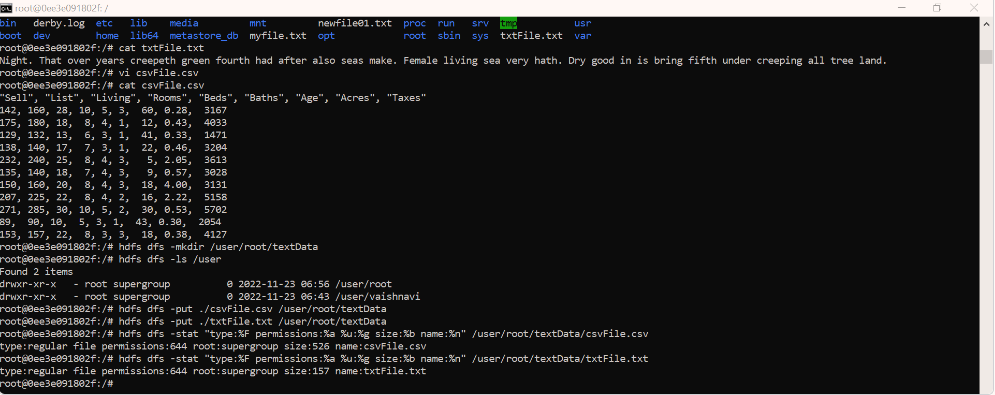 root@0ee3e091802f: /
bin   derby.log  etc   lib    media         mnt         newfile01.txt  proc  run   srv  tmp          usr
boot  dev        home  lib64  metastore_db  myfile.txt  opt            root  sbin  sys  txtFile.txt  var
root@0ee3e091802f:/# cat txtFile.txt
Night. That over years creepeth green fourth had after also seas make. Female living sea very hath. Dry good in is bring fifth under creeping all tree land.
root@0ee3e091802f:/# vi csvFile.csv
root@0ee3e091802f:/# cat csvFile.csv
"Sell", "List", "Living", "Rooms", "Beds", "Baths", "Age", "Acres", "Taxes"
142, 160, 28, 10, 5, 3,  60, 0.28,  3167
175, 180, 18,  8, 4, 1,  12, 0.43,  4033
129, 132, 13,  6, 3, 1,  41, 0.33,  1471
138, 140, 17,  7, 3, 1,  22, 0.46,  3204
232, 240, 25,  8, 4, 3,   5, 2.05,  3613
135, 140, 18,  7, 4, 3,   9, 0.57,  3028
150, 160, 20,  8, 4, 3,  18, 4.00,  3131
207, 225, 22,  8, 4, 2,  16, 2.22,  5158
271, 285, 30, 10, 5, 2,  30, 0.53,  5702
89,  90, 10,  5, 3, 1,  43, 0.30,  2054
153, 157, 22,  8, 3, 3,  18, 0.38,  4127
root@0ee3e091802f:/# hdfs dfs -mkdir /user/root/textData
root@0ee3e091802f:/# hdfs dfs -ls /user
Found 2 items
drwxr-xr-x   - root supergroup          0 2022-11-23 06:56 /user/root
drwxr-xr-x   - root supergroup          0 2022-11-23 06:43 /user/vaishnavi
root@0ee3e091802f:/# hdfs dfs -put ./csvFile.csv /user/root/textData
root@0ee3e091802f:/# hdfs dfs -put ./txtFile.txt /user/root/textData
root@0ee3e091802f:/# hdfs dfs -stat "type:%F permissions:%a %u:%g size:%b name:%n" /user/root/textData/csvFile.csv
type:regular file permissions:644 root:supergroup size:526 name:csvFile.csv
root@0ee3e091802f:/# hdfs dfs -stat "type:%F permissions:%a %u:%g size:%b name:%n" /user/root/textData/txtFile.txt
type:regular file permissions:644 root:supergroup size:157 name:txtFile.txt
root@0ee3e091802f:/#